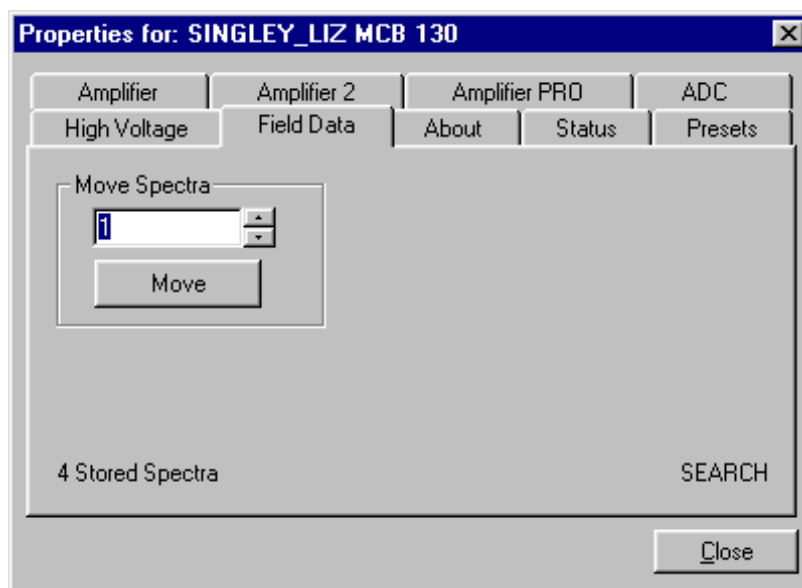 Properties for: SINGLEY_LIZ MCB 130
Amplifier Amplifier 2 Amplifier PRO ADC
High Voltage Field Data About Status Presets
Move Spectra
1
Move
4 Stored Spectra SEARCH
Close